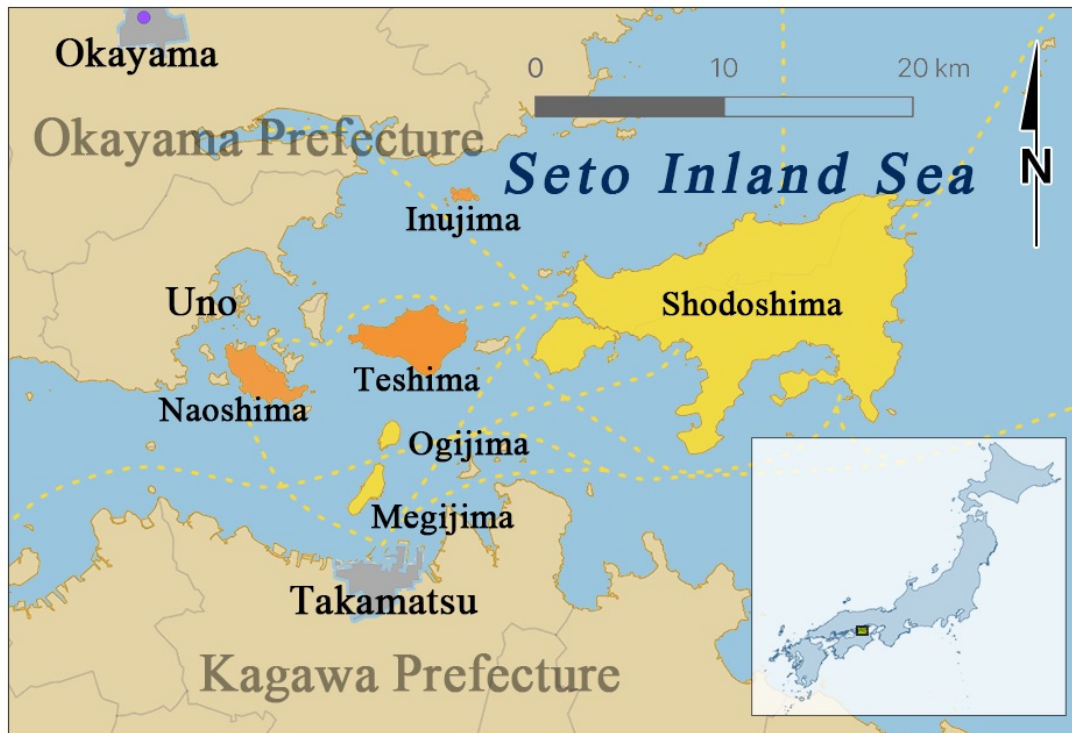 Okayama
0 10 20 km
Okayama Prefecture
Seto Inland Sea
N
Inujima
Uno
Shodoshima
Teshima
Naoshima
Ogijima
Megijima
Takamatsu
Kagawa Prefecture